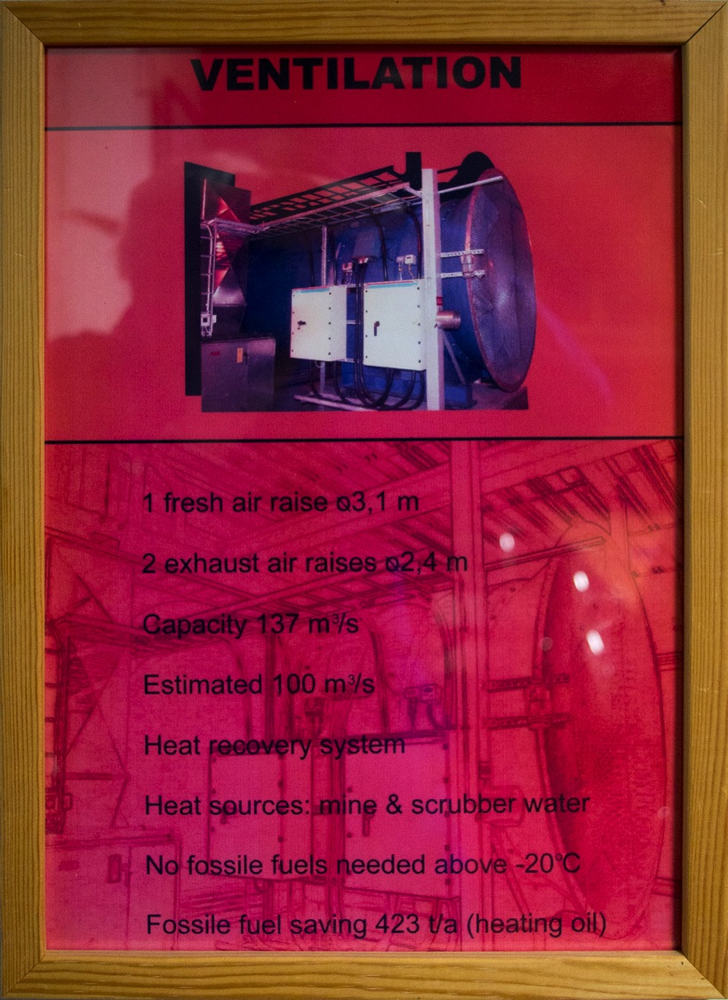 VENTILATION
1 fresh air raise ø3,1 m
2 exhaust air raises ø2,4 m
Capacity 137 m³/s
Estimated 100 m³/s
Heat recovery system
Heat sources: mine & scrubber water
No fossile fuels needed above -20°C
Fossile fuel saving 423 t/a (heating oil)